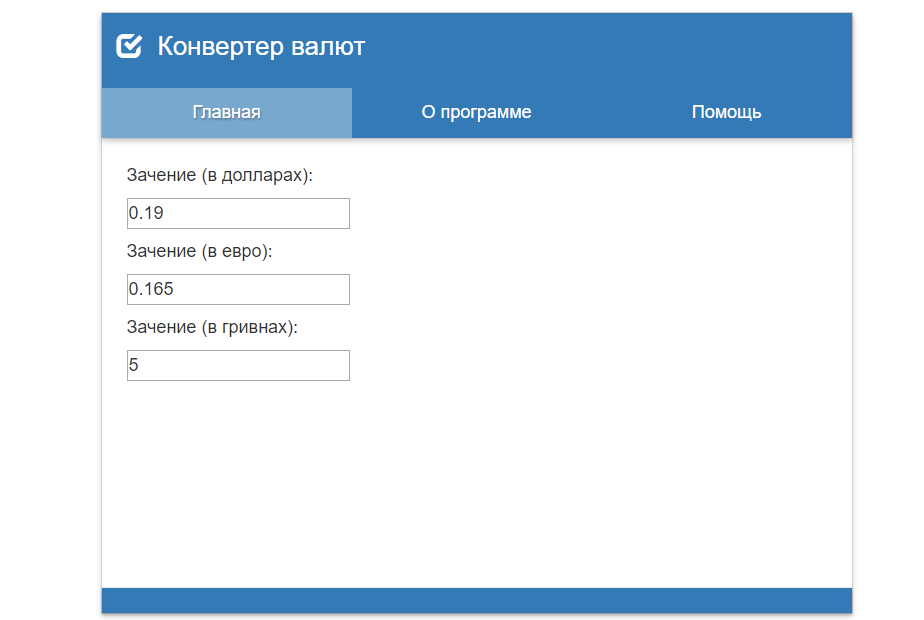 Конвертер валют
Главная О программе Помощь
Зачение (в долларах):
0.19
Зачение (в евро):
0.165
Зачение (в гривнах):
5